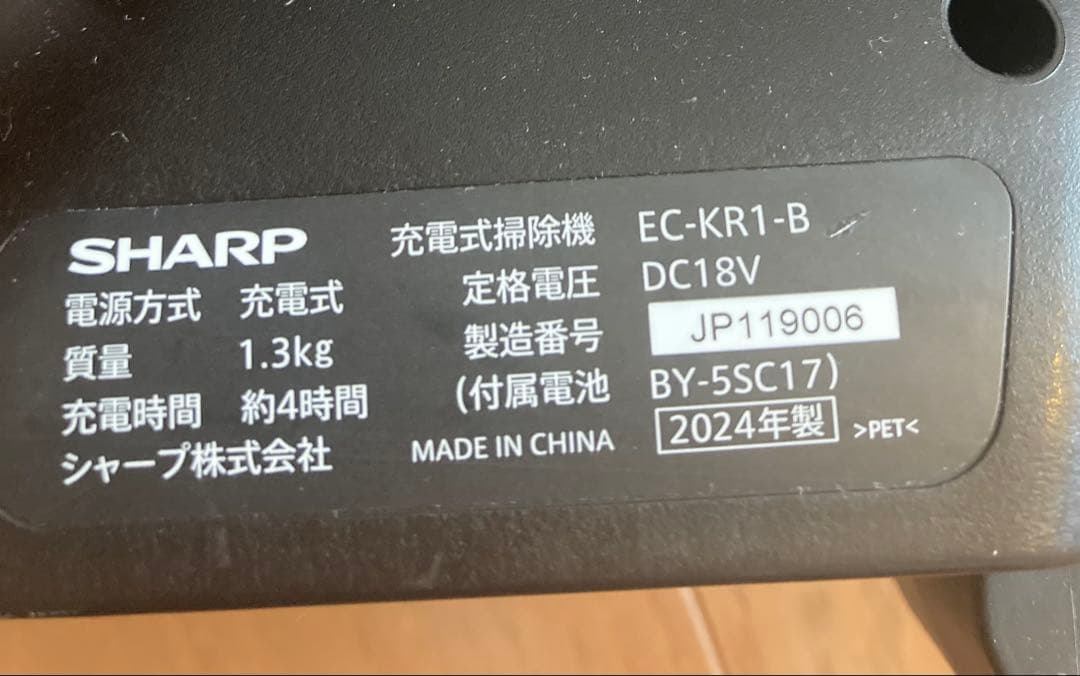 SHARP 充電式掃除機 EC-KR1-B
電源方式 充電式 定格電圧 DC18V
質量 1.3kg 製造番号 JP119006
充電時間 約4時間 (付属電池 BY-5SC17)
シャープ株式会社 MADE IN CHINA 2024年製 >PET<